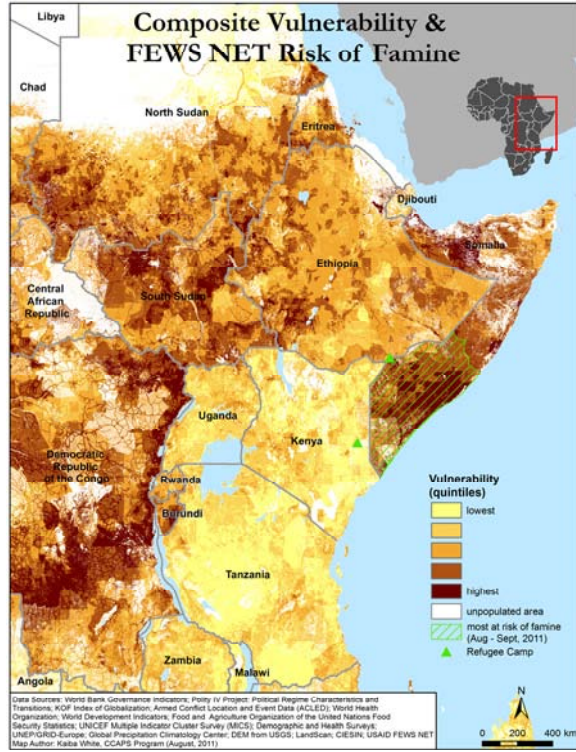 Composite Vulnerability &
FEWS NET Risk of Famine
Libya
Chad
North Sudan
Eritrea
Djibouti
Somalia
Ethiopia
Central
African
Republic
South Sudan
Uganda
Kenya
Democratic
Republic
of the Congo
Rwanda
Burundi
Tanzania
Zambia
Malawi
Angola
Vulnerability
(quintiles)
lowest
highest
unpopulated area
most at risk of famine
(Aug - Sept, 2011)
Refugee Camp
N
0 200 400 km
Data Sources: World Bank Governance Indicators; Polity IV Project: Political Regime Characteristics and
Transitions; KOF Index of Globalization; Armed Conflict Location and Event Data (ACLED); World Health
Organization; World Development Indicators; Food and Agriculture Organization of the United Nations Food
Security Statistics; UNICEF Multiple Indicator Cluster Survey (MICS); Demographic and Health Surveys;
UNEP/GRID-Europe; Global Precipitation Climatology Center; DEM from USGS; LandScan; CIESIN; USAID FEWS NET
Map Author: Kaiba White, CCAPS Program (August, 2011)